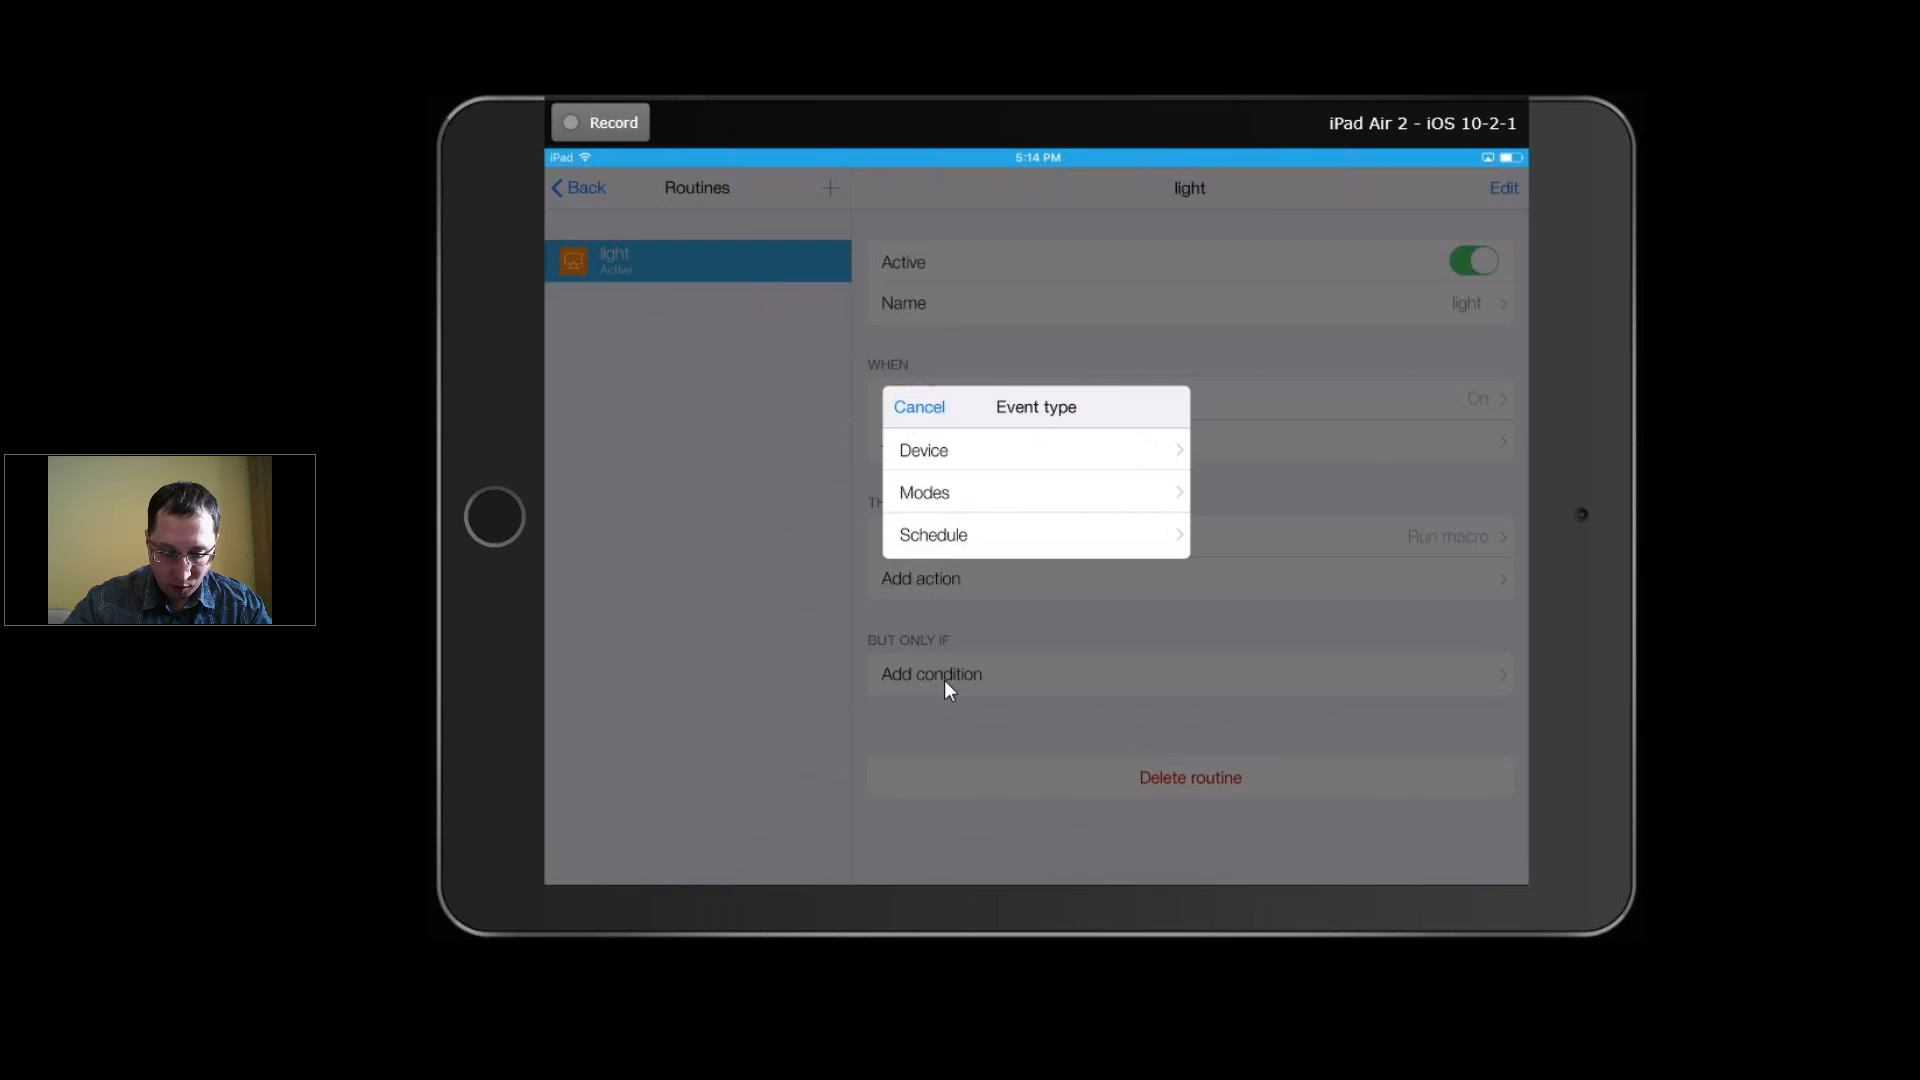 Record
iPad Air 2 - iOS 10-2-1
iPad
5:14 PM
Back
Routines
+
light
Edit
light
Active
Active
Name
light
WHEN
On
Cancel
Event type
Device
Modes
Schedule
TH
Run macro
Add action
BUT ONLY IF
Add condition
Delete routine